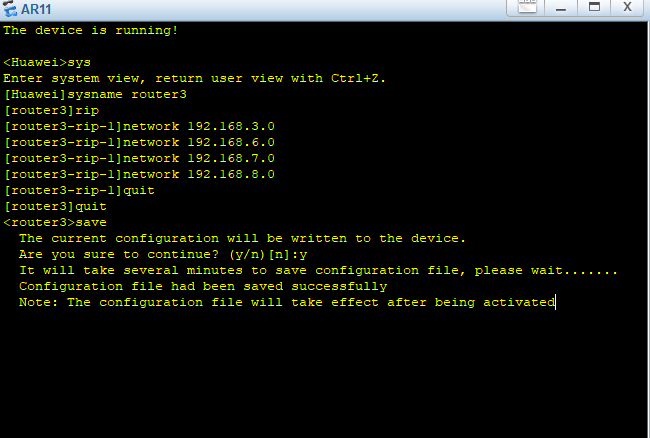 AR11
The device is running!
<Huawei>sys
Enter system view, return user view with Ctrl+Z.
[Huawei]sysname router3
[router3]rip
[router3-rip-1]network 192.168.3.0
[router3-rip-1]network 192.168.6.0
[router3-rip-1]network 192.168.7.0
[router3-rip-1]network 192.168.8.0
[router3-rip-1]quit
[router3]quit
<router3>save
The current configuration will be written to the device.
Are you sure to continue? (y/n)[n]:y
It will take several minutes to save configuration file, please wait.......
Configuration file had been saved successfully
Note: The configuration file will take effect after being activated